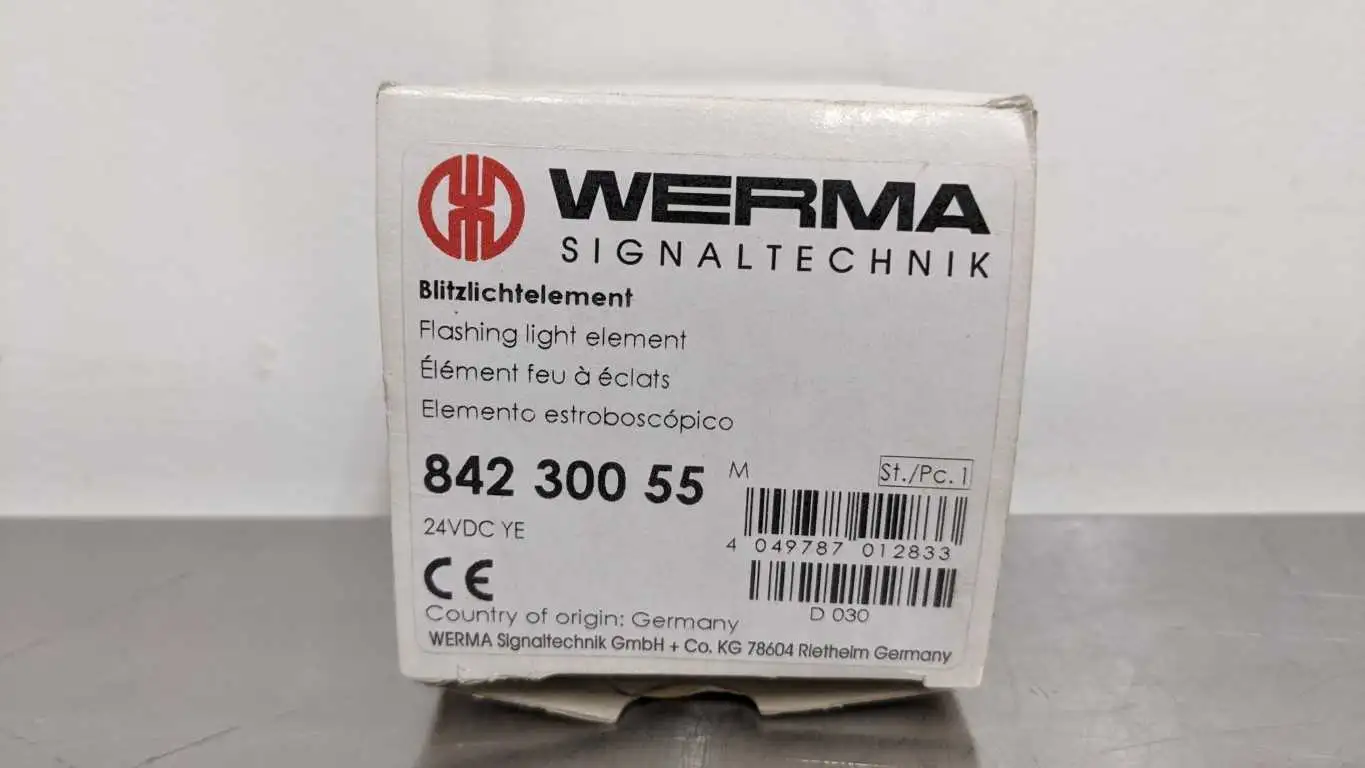 WERMA
SIGNALTECHNIK
Blitzlichtelement
Flashing light element
Élément feu à éclats
Elemento estroboscópico
842 300 55
M
St./Pc. 1
24VDC YE
4 049787 012833
CE
D 030
Country of origin: Germany
WERMA Signaltechnik GmbH + Co. KG 78604 Rietheim Germany